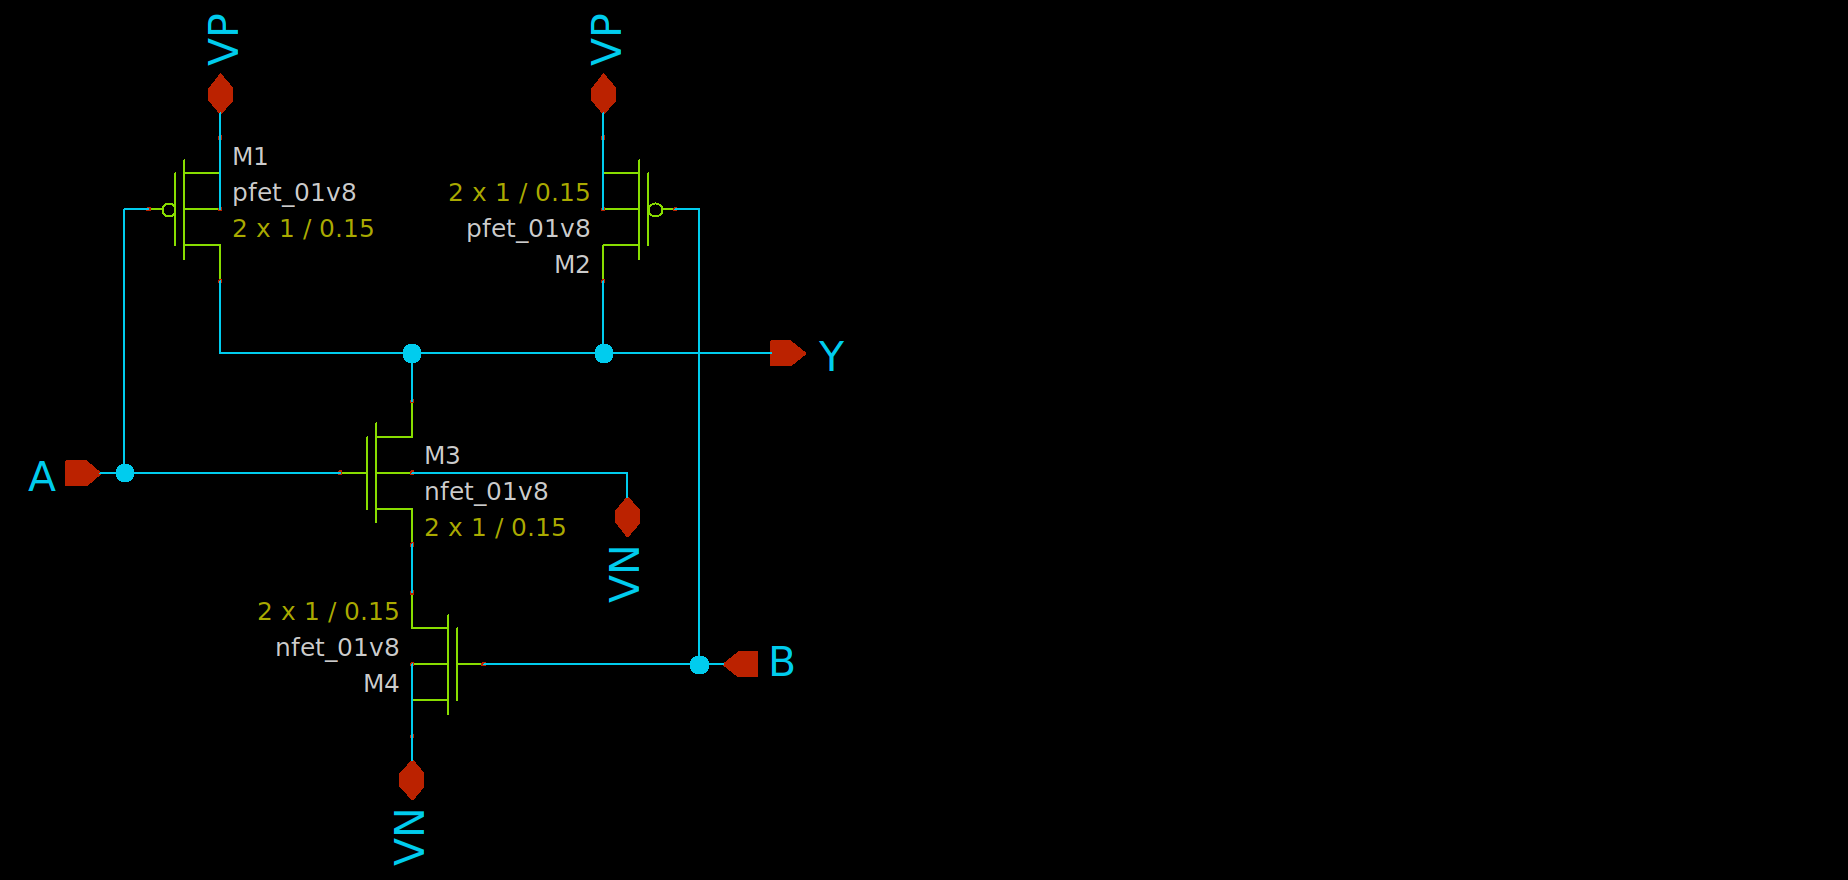 VP
VP
M1
pfet_01v8
2 x 1 / 0.15
2 x 1 / 0.15
pfet_01v8
M2
Y
A
M3
nfet_01v8
2 x 1 / 0.15
VN
2 x 1 / 0.15
nfet_01v8
M4
B
VN